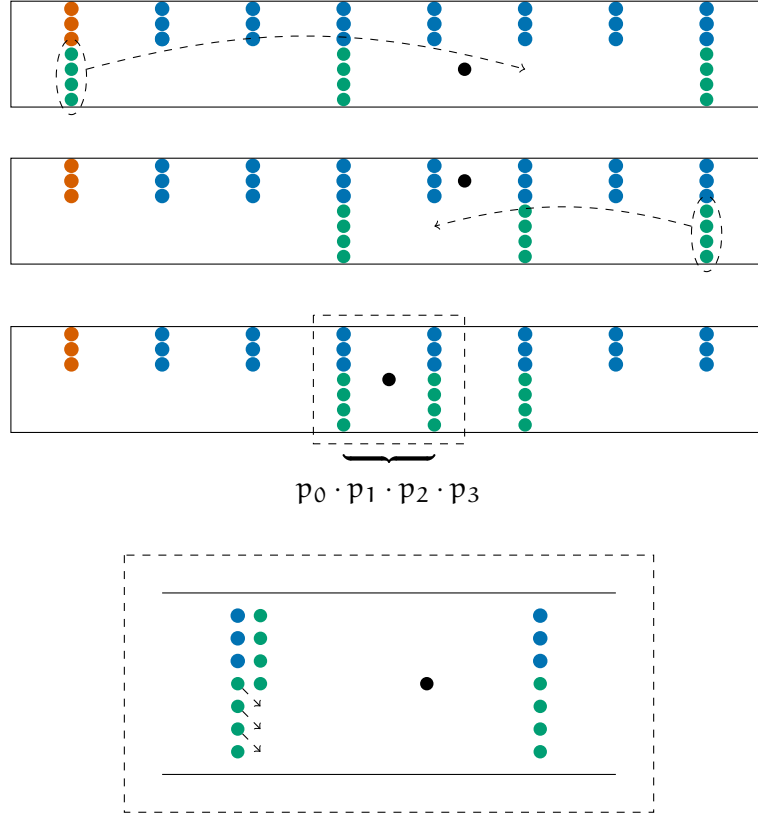 p₀ · p₁ · p₂ · p₃